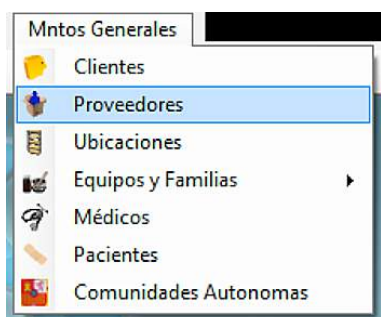 Mntos Generales
Clientes
Proveedores
Ubicaciones
Equipos y Familias
Médicos
Pacientes
Comunidades Autonomas